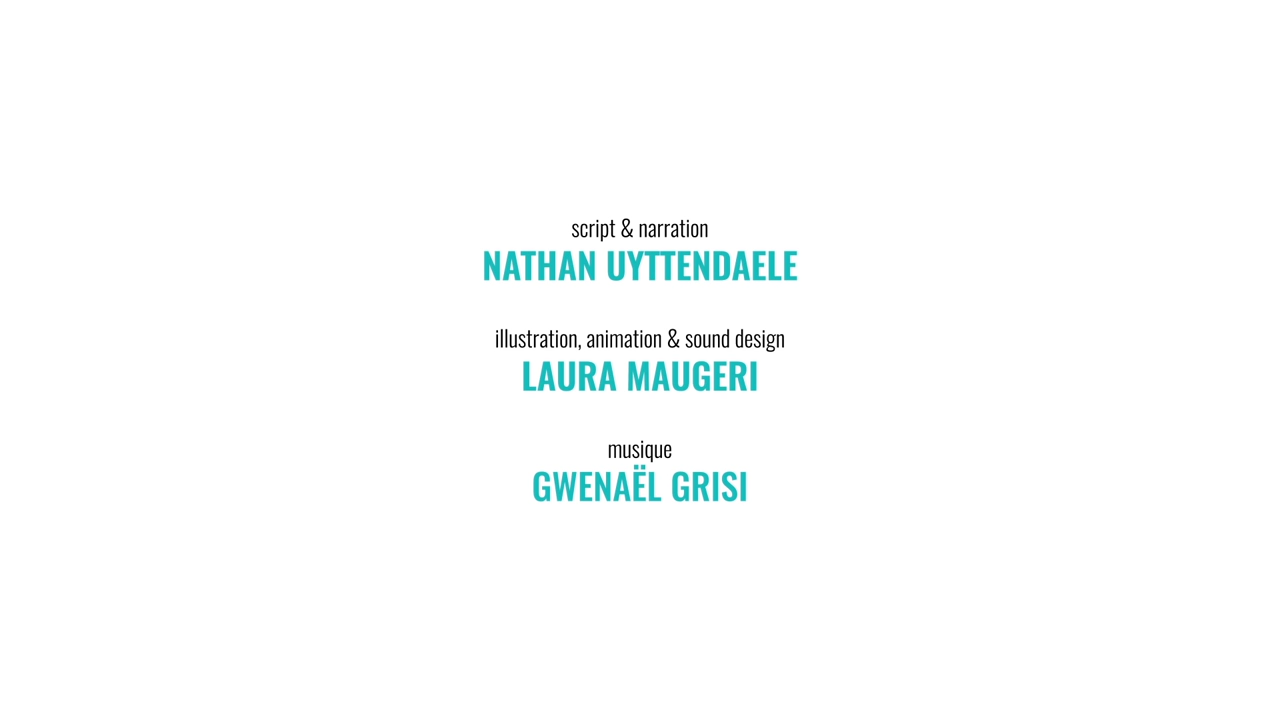 script & narration
NATHAN UYTTENDAELE
illustration, animation & sound design
LAURA MAUGERI
musique
GWENAËL GRISI